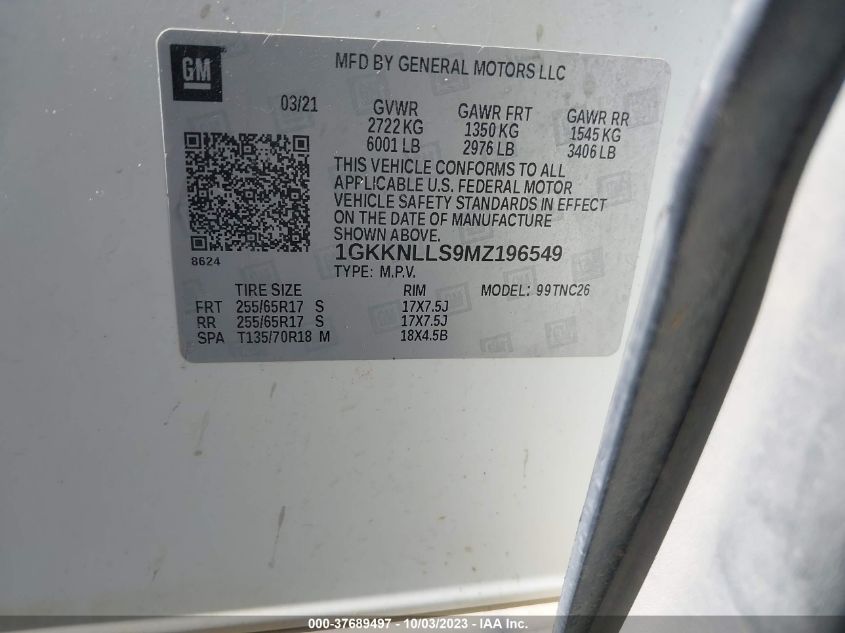 GM
MFD BY GENERAL MOTORS LLC
03/21 GVWR GAWR FRT GAWR RR
2722 KG 1350 KG 1545 KG
6001 LB 2976 LB 3406 LB
THIS VEHICLE CONFORMS TO ALL
APPLICABLE U.S. FEDERAL MOTOR
VEHICLE SAFETY STANDARDS IN EFFECT
ON THE DATE OF MANUFACTURE
SHOWN ABOVE.
8624
1GKKNLLS9MZ196549
TYPE: M.P.V.
TIRE SIZE RIM MODEL: 99TNC26
FRT 255/65R17 S 17X7.5J
RR 255/65R17 S 17X7.5J
SPA T135/70R18 M 18X4.5B
000-37689497 - 10/03/2023 - IAA Inc.